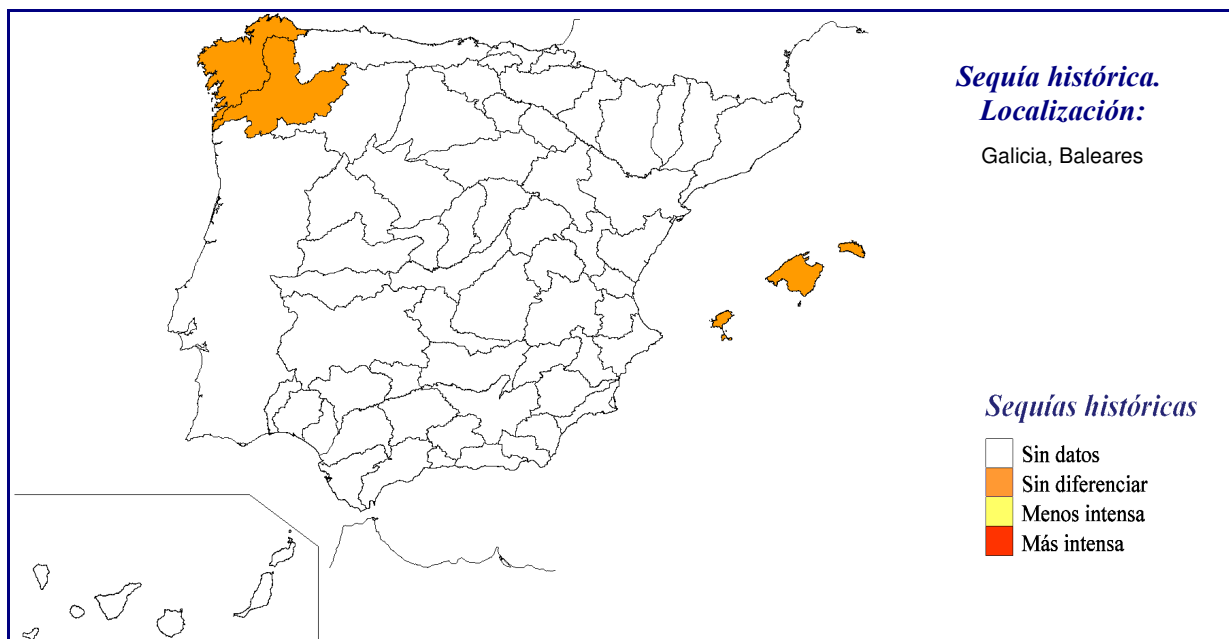 Sequía histórica.
Localización:
Galicia, Baleares
Sequías históricas
Sin datos
Sin diferenciar
Menos intensa
Más intensa